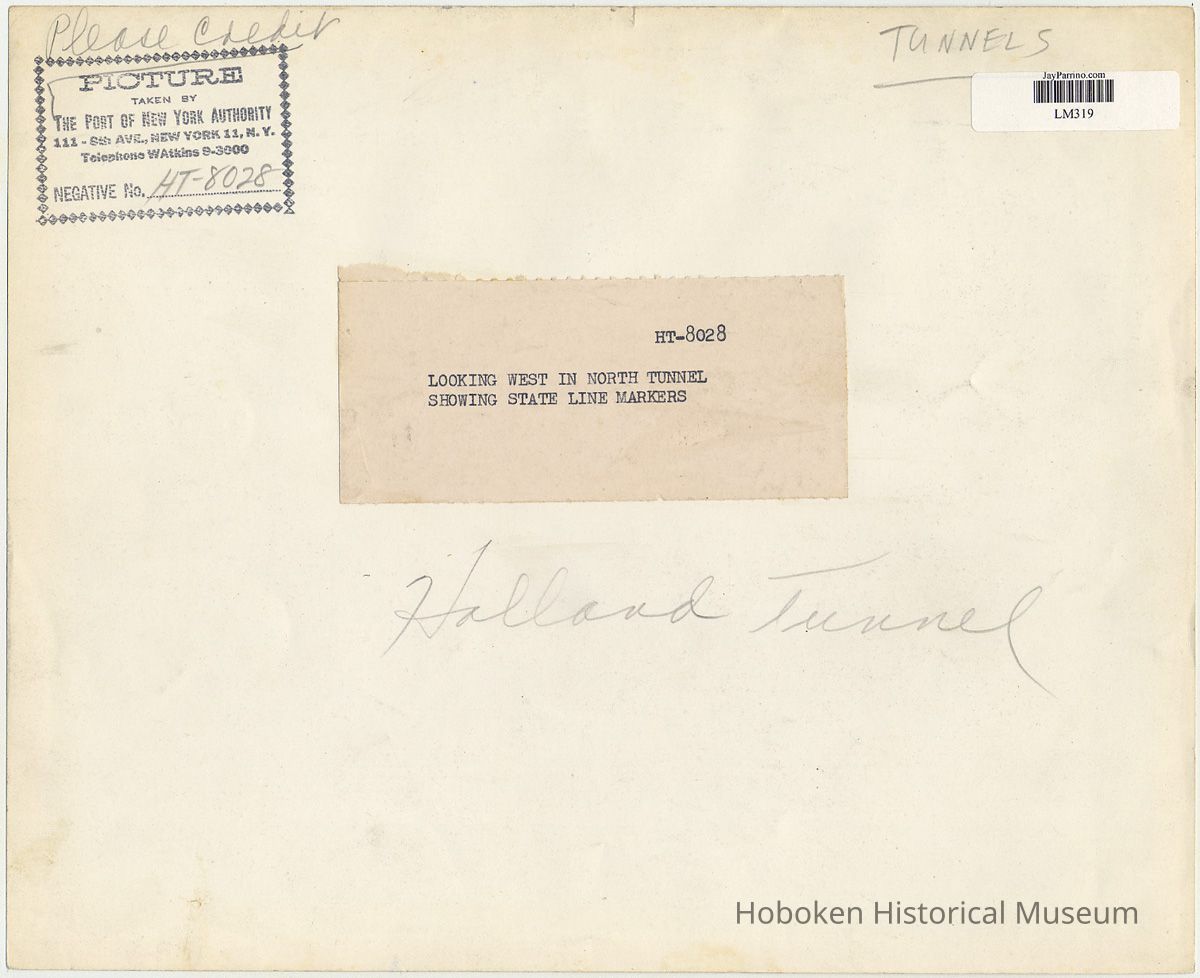 Please Credit
PICTURE
TAKEN BY
THE PORT OF NEW YORK AUTHORITY
111 - 8th AVE., NEW YORK 11, N. Y.
Telephone WAtkins 9-3000
NEGATIVE No. HT-8028
TUNNELS
JayParrino.com
LM319
HT-8028
LOOKING WEST IN NORTH TUNNEL
SHOWING STATE LINE MARKERS
Holland Tunnel
Hoboken Historical Museum